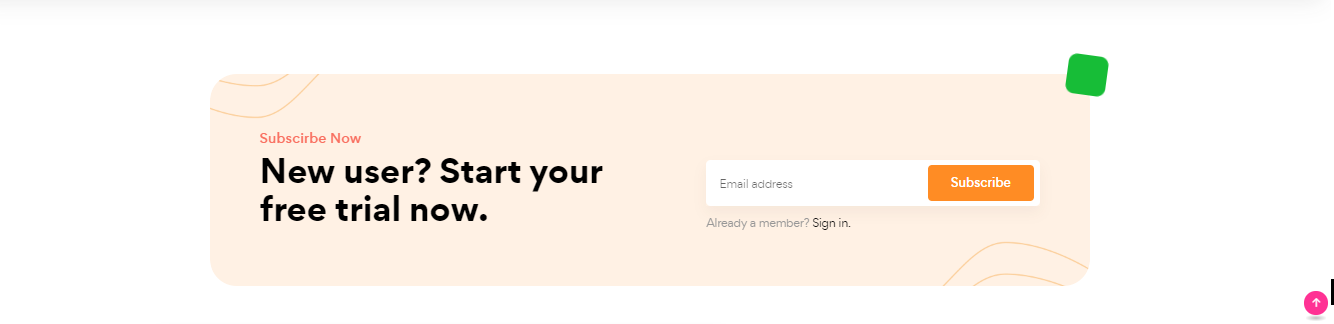 Subscirbe Now
New user? Start your
free trial now.
Email address
Subscribe
Already a member? Sign in.